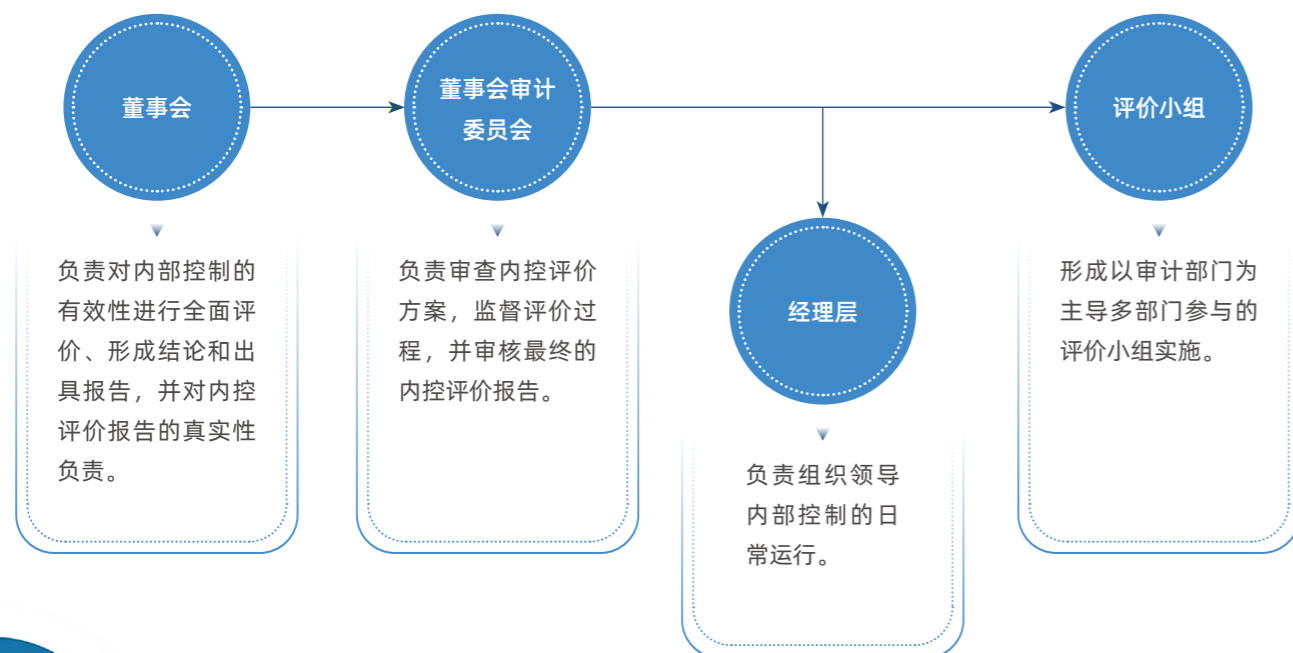 董事会
负责对内部控制的
有效性进行全面评
价、形成结论和出
具报告，并对内控
评价报告的真实性
负责。
董事会审计
委员会
负责审查内控评价
方案，监督评价过
程，并审核最终的
内控评价报告。
经理层
负责组织领导
内部控制的日
常运行。
评价小组
形成以审计部门为
主导多部门参与的
评价小组实施。